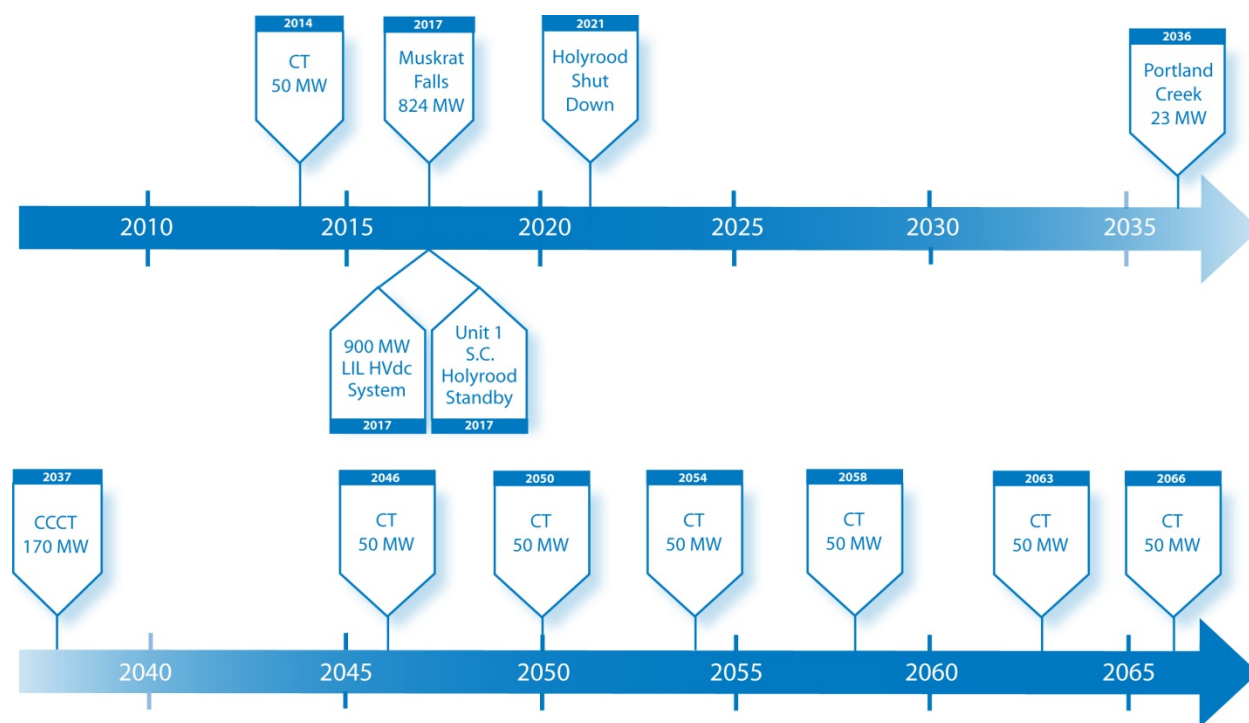 2014
CT
50 MW
2017
Muskrat
Falls
824 MW
2021
Holyrood
Shut
Down
2036
Portland
Creek
23 MW
2010 2015 2020 2025 2030 2035
900 MW
LIL HVdc
System
2017
Unit 1
S.C.
Holyrood
Standby
2017
2037
CCCT
170 MW
2046
CT
50 MW
2050
CT
50 MW
2054
CT
50 MW
2058
CT
50 MW
2063
CT
50 MW
2066
CT
50 MW
2040 2045 2050 2055 2060 2065